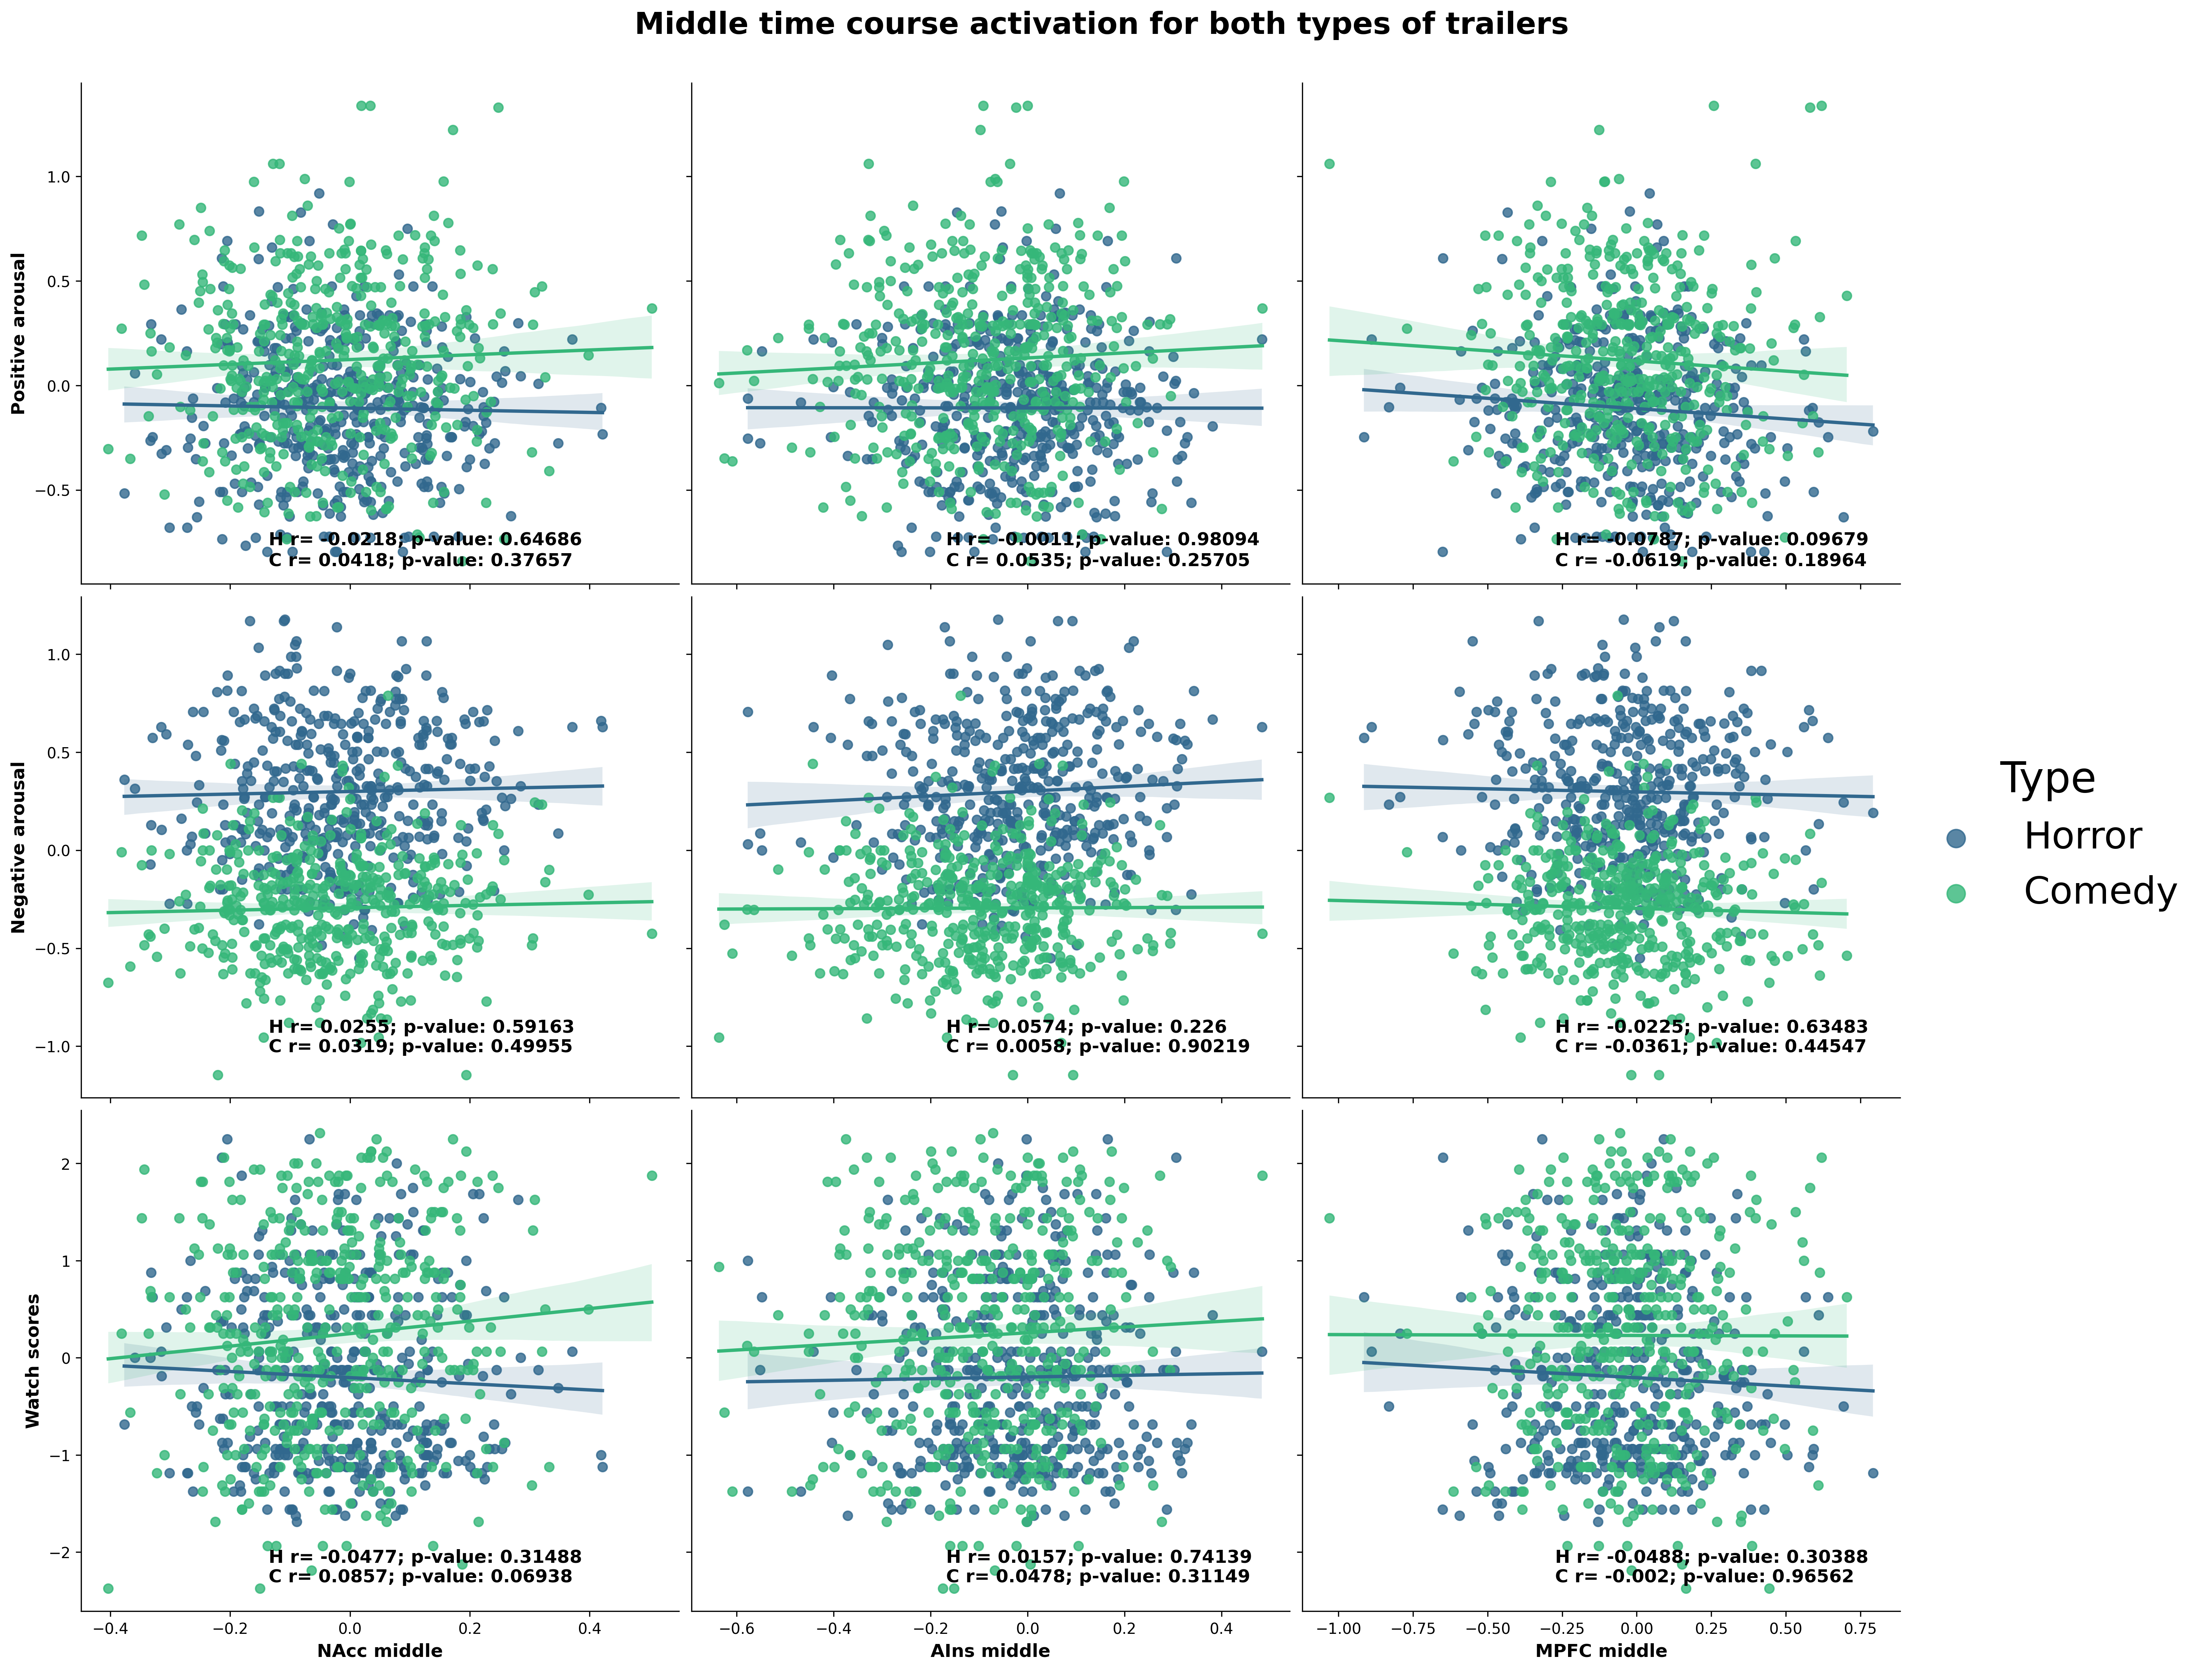 Middle time course activation for both types of trailers
Positive arousal
1.0
0.5
0.0
−0.5
H r= -0.0218; p-value: 0.64686
C r= 0.0418; p-value: 0.37657
H r= -0.0011; p-value: 0.98094
C r= 0.0535; p-value: 0.25705
H r= -0.0787; p-value: 0.09679
C r= -0.0619; p-value: 0.18964
Negative arousal
1.0
0.5
0.0
−0.5
−1.0
H r= 0.0255; p-value: 0.59163
C r= 0.0319; p-value: 0.49955
H r= 0.0574; p-value: 0.226
C r= 0.0058; p-value: 0.90219
H r= -0.0225; p-value: 0.63483
C r= -0.0361; p-value: 0.44547
Type
Horror
Comedy
Watch scores
2
1
0
−1
−2
H r= -0.0477; p-value: 0.31488
C r= 0.0857; p-value: 0.06938
H r= 0.0157; p-value: 0.74139
C r= 0.0478; p-value: 0.31149
H r= -0.0488; p-value: 0.30388
C r= -0.002; p-value: 0.96562
−0.4 −0.2 0.0 0.2 0.4
NAcc middle
−0.6 −0.4 −0.2 0.0 0.2 0.4
AIns middle
−1.00 −0.75 −0.50 −0.25 0.00 0.25 0.50 0.75
MPFC middle